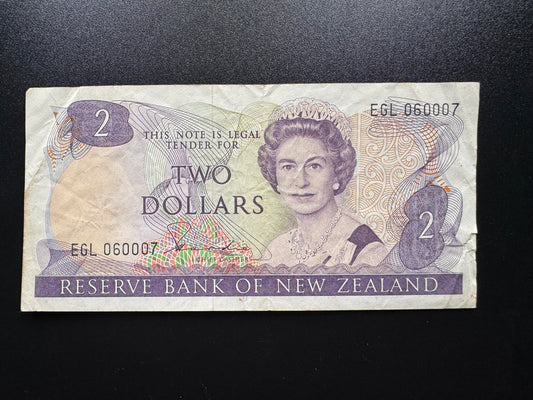 EGL 060007
2
THIS NOTE IS LEGAL
TENDER FOR
TWO
DOLLARS
2
EGL 060007
RESERVE BANK OF NEW ZEALAND